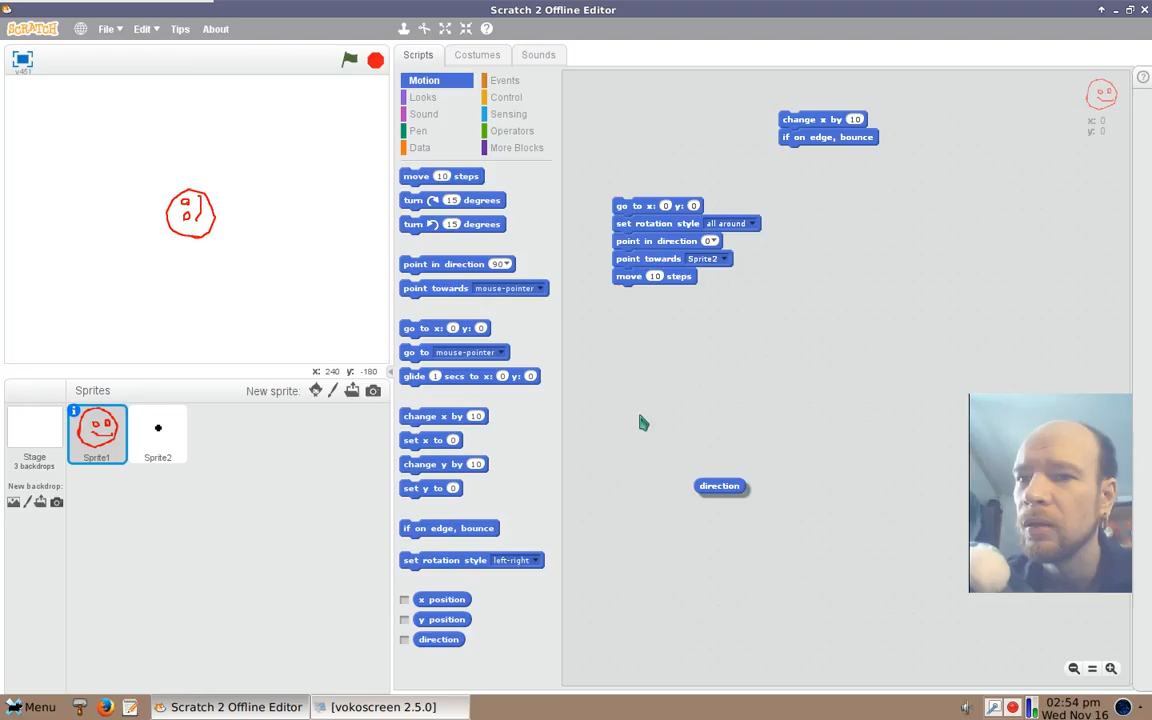 Scratch 2 Offline Editor
SCRATCH File Edit Tips About
v451
Scripts Costumes Sounds
Motion Events
Looks Control
Sound Sensing
Pen Operators
Data More Blocks
move 10 steps
turn 15 degrees
turn 15 degrees
point in direction 90
point towards mouse-pointer
go to x: 0 y: 0
go to mouse-pointer
glide 1 secs to x: 0 y: 0
change x by 10
set x to 0
change y by 10
set y to 0
if on edge, bounce
set rotation style left-right
x position
y position
direction
change x by 10
if on edge, bounce
go to x: 0 y: 0
set rotation style all around
point in direction 0
point towards Sprite2
move 10 steps
direction
x: 0
y: 0
x: 240 y: -180
Sprites New sprite:
Stage
3 backdrops
New backdrop:
Sprite1
Sprite2
Menu Scratch 2 Offline Editor [vokoscreen 2.5.0]
02:54 pm
Wed Nov 16